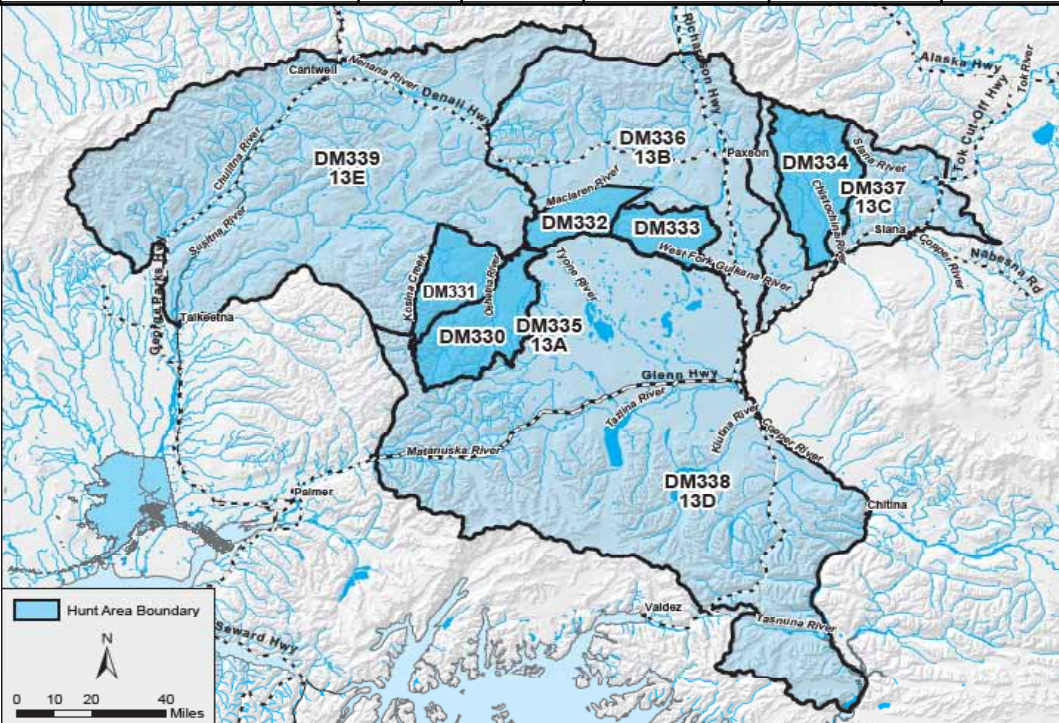 Richardson Hwy
Alaska Hwy
Tok River
Tok Cut-Off Hwy
Cantwell
Nenana River
Denali Hwy
Chulitna River
DM339
13E
DM336
13B
Paxson
DM334
Slana River
DM337
13C
Chistochina River
Maclaren River
DM332
DM333
West Fork Gulkana River
Slana
Copper River
Nabesna Rd
Susitna River
George Parks Hwy
Talkeetna
Kosina Creek
DM331
Oshetna River
Tyone River
DM330
DM335
13A
Glenn Hwy
Tazlina River
Klutina River
Copper River
Matanuska River
DM338
13D
Palmer
Chitina
Valdez
Tasnuna River
Hunt Area Boundary
N
Seward Hwy
0 10 20 40
Miles